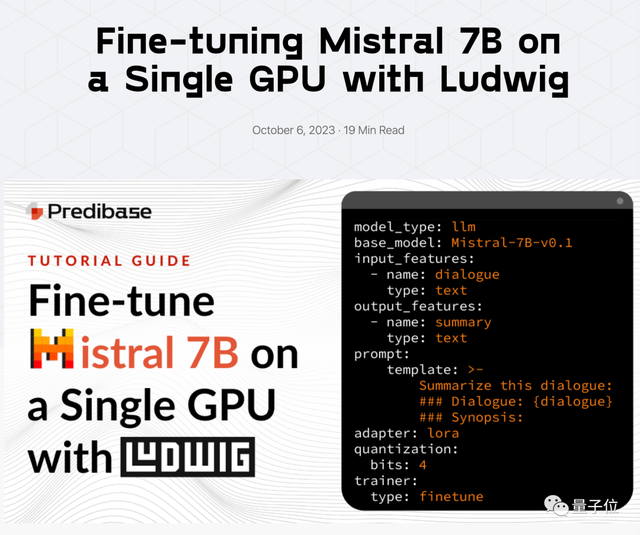 Fine-tuning Mistral 7B on
a Single GPU with Ludwig
October 6, 2023 · 19 Min Read
Predibase
TUTORIAL GUIDE
Fine-tune
Mistral 7B on
a Single GPU
with LUDWIG
model_type: llm
base_model: Mistral-7B-v0.1
input_features:
  - name: dialogue
    type: text
output_features:
  - name: summary
    type: text
prompt:
    template: >-
        Summarize this dialogue:
        ### Dialogue: {dialogue}
        ### Synopsis:
adapter: lora
quantization:
  bits: 4
trainer:
  type: finetune
量子位